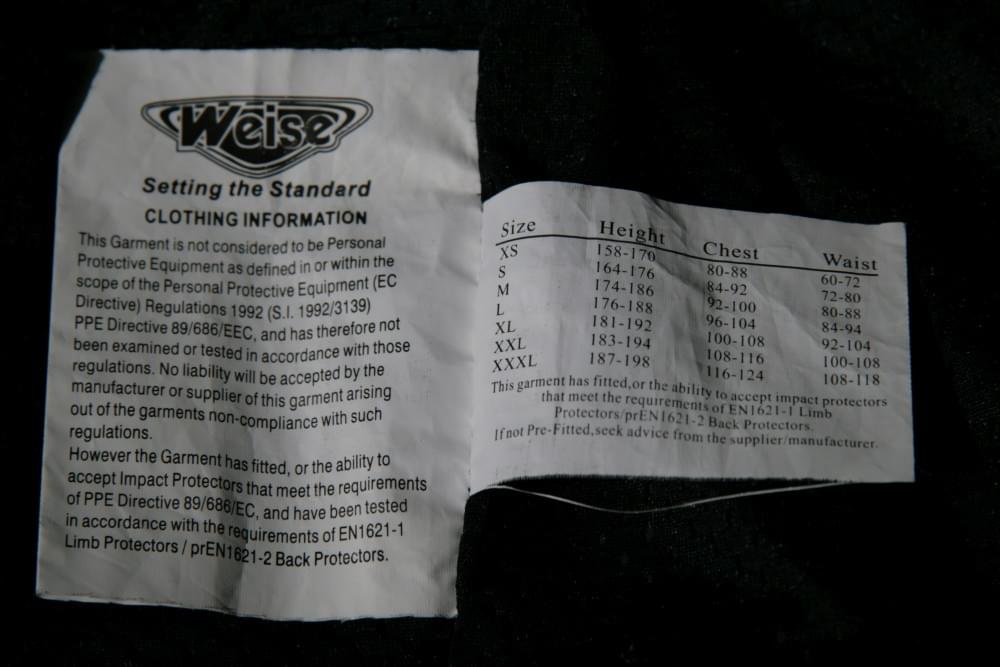 Weise
Setting the Standard
CLOTHING INFORMATION
This Garment is not considered to be Personal
Protective Equipment as defined in or within the
scope of the Personal Protective Equipment (EC
Directive) Regulations 1992 (S.I. 1992/3139)
PPE Directive 89/686/EEC, and has therefore not
been examined or tested in accordance with those
regulations. No liability will be accepted by the
manufacturer or supplier of this garment arising
out of the garments non-compliance with such
regulations.
However the Garment has fitted, or the ability to
accept Impact Protectors that meet the requirements
of PPE Directive 89/686/EC, and have been tested
in accordance with the requirements of EN1621-1
Limb Protectors / prEN1621-2 Back Protectors.
Size Height Chest Waist
XS 158-170 80-88 60-72
S 164-176 84-92 72-80
M 174-186 92-100 80-88
L 176-188 96-104 84-94
XL 181-192 100-108 92-104
XXL 183-194 108-116 100-108
XXXL 187-198 116-124 108-118
This garment has fitted,or the ability to accept impact protectors
that meet the requirements of EN1621-1 Limb
Protectors/prEN1621-2 Back Protectors.
If not Pre-Fitted,seek advice from the supplier/manufacturer.